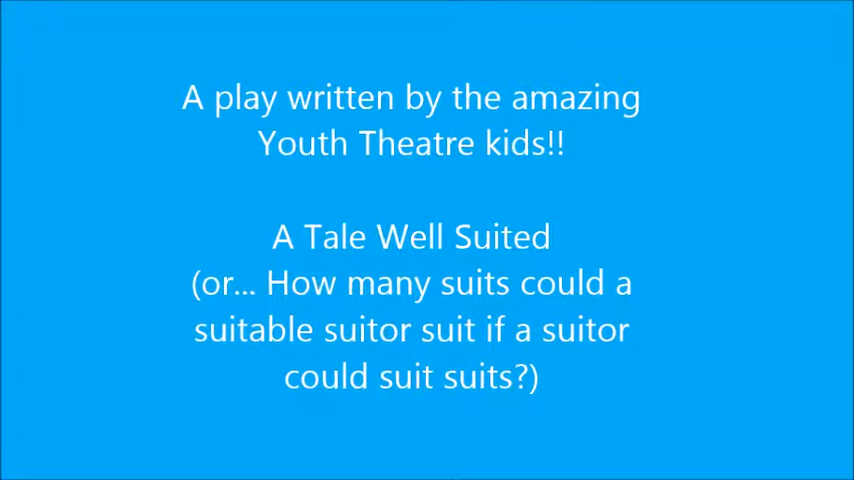 A play written by the amazing
Youth Theatre kids!!
A Tale Well Suited
(or... How many suits could a
suitable suitor suit if a suitor
could suit suits?)